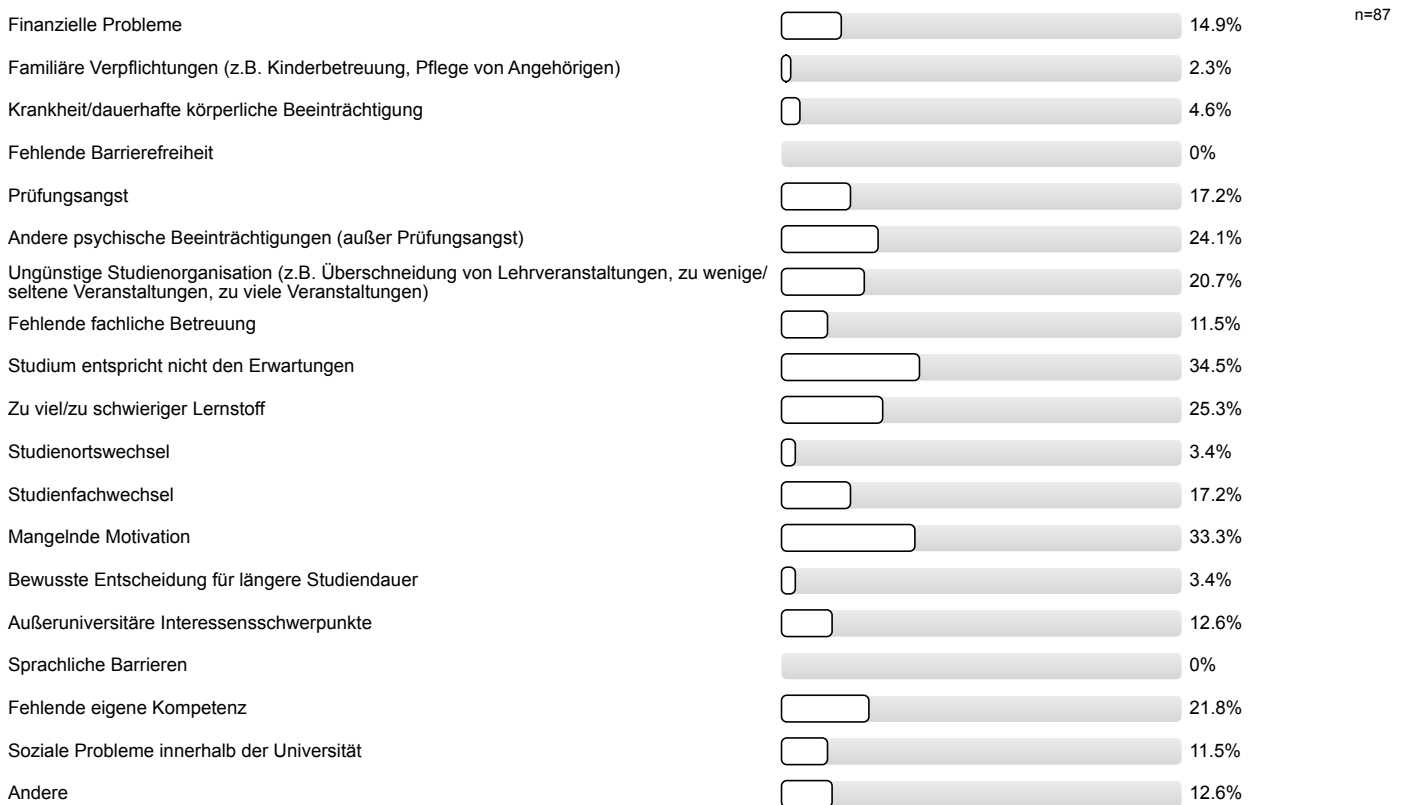 Finanzielle Probleme 14.9% n=87
Familiäre Verpflichtungen (z.B. Kinderbetreuung, Pflege von Angehörigen) 2.3%
Krankheit/dauerhafte körperliche Beeinträchtigung 4.6%
Fehlende Barrierefreiheit 0%
Prüfungsangst 17.2%
Andere psychische Beeinträchtigungen (außer Prüfungsangst) 24.1%
Ungünstige Studienorganisation (z.B. Überschneidung von Lehrveranstaltungen, zu wenige/
seltene Veranstaltungen, zu viele Veranstaltungen) 20.7%
Fehlende fachliche Betreuung 11.5%
Studium entspricht nicht den Erwartungen 34.5%
Zu viel/zu schwieriger Lernstoff 25.3%
Studienortswechsel 3.4%
Studienfachwechsel 17.2%
Mangelnde Motivation 33.3%
Bewusste Entscheidung für längere Studiendauer 3.4%
Außeruniversitäre Interessensschwerpunkte 12.6%
Sprachliche Barrieren 0%
Fehlende eigene Kompetenz 21.8%
Soziale Probleme innerhalb der Universität 11.5%
Andere 12.6%